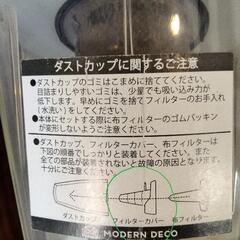 ダストカップに関するご注意
●ダストカップのゴミはこまめに捨ててください。
目詰まりしやすいゴミは、少量でも吸い込み力が
低下します。早めにゴミを捨てフィルターのお手入れ
(水洗い)をしてください。
●本体にセットする際に布フィルターのゴムパッキンが
変形しないようご注意ください。
●ダストカップ、フィルターカバー、布フィルターは
下図の順番でしっかりと装着してください。また
全ての部品が装着されないと故障の原因となります。
十分にご注意ください。
ダストカップ フィルターカバー 布フィルター
MODERN DECO